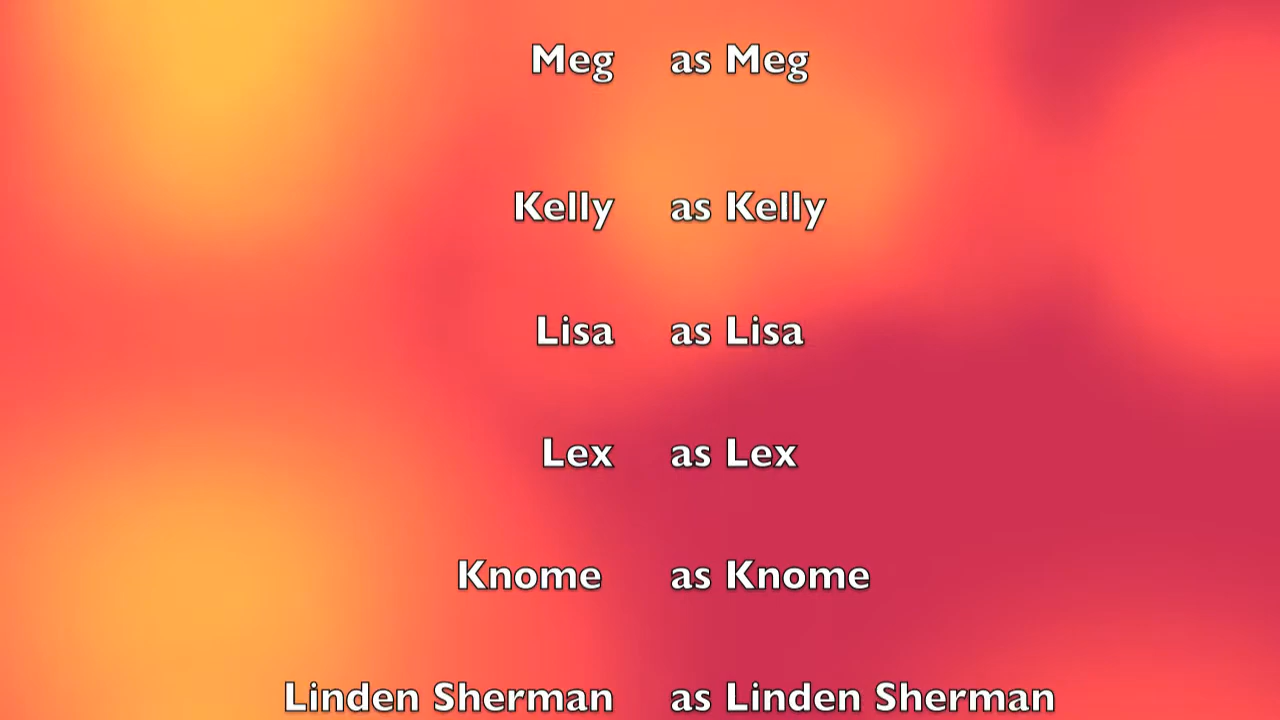 Meg as Meg
Kelly as Kelly
Lisa as Lisa
Lex as Lex
Knome as Knome
Linden Sherman as Linden Sherman